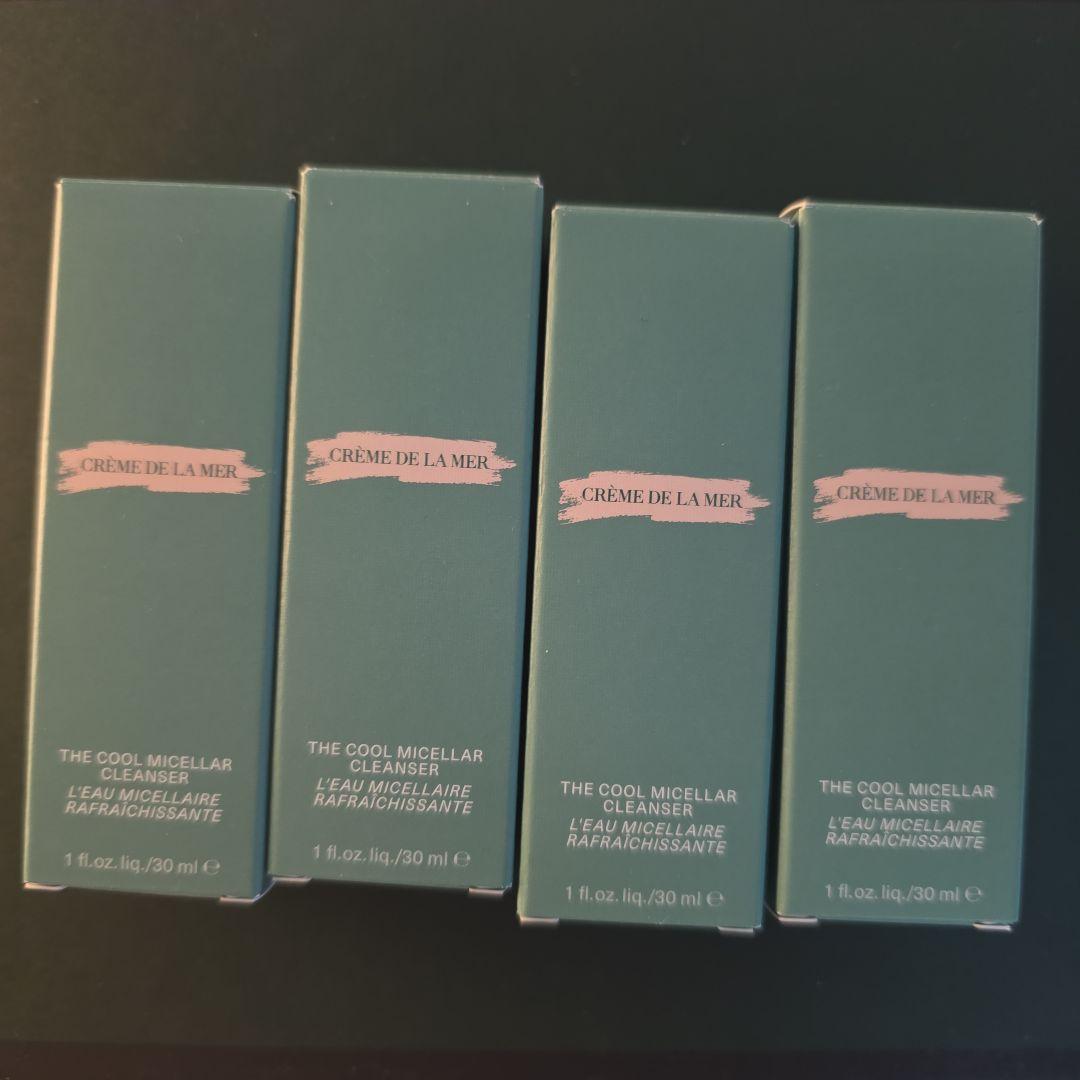 CRÈME DE LA MER
THE COOL MICELLAR
CLEANSER
L'EAU MICELLAIRE
RAFRAÎCHISSANTE
1 fl.oz.liq./30 ml ℮
CRÈME DE LA MER
THE COOL MICELLAR
CLEANSER
L'EAU MICELLAIRE
RAFRAÎCHISSANTE
1 fl.oz.liq./30 ml ℮
CRÈME DE LA MER
THE COOL MICELLAR
CLEANSER
L'EAU MICELLAIRE
RAFRAÎCHISSANTE
1 fl.oz.liq./30 ml ℮
CRÈME DE LA MER
THE COOL MICELLAR
CLEANSER
L'EAU MICELLAIRE
RAFRAÎCHISSANTE
1 fl.oz.liq./30 ml ℮